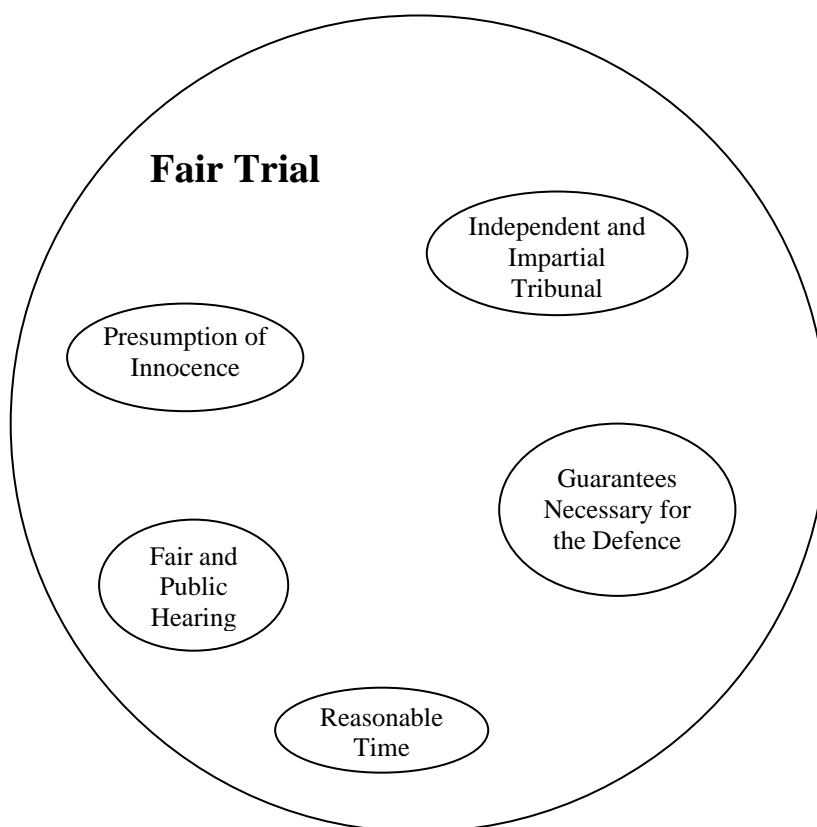 Fair Trial
Independent and
Impartial
Tribunal
Presumption of
Innocence
Guarantees
Necessary for
the Defence
Fair and
Public
Hearing
Reasonable
Time